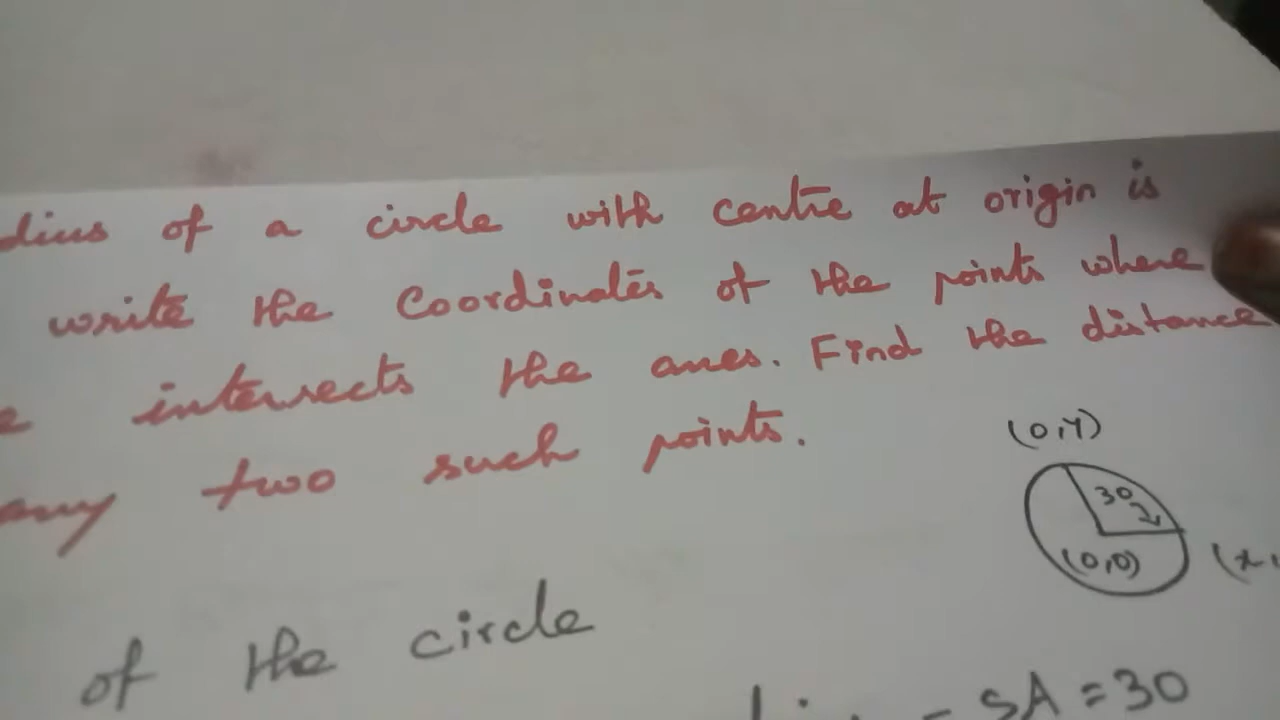 dius of a circle with centre at origin is
write the Coordinates of the points where
e intersects the axes. Find the distance
any two such points.
(0,Y)
30
(0,0)
(x,
of the circle
= SA = 30